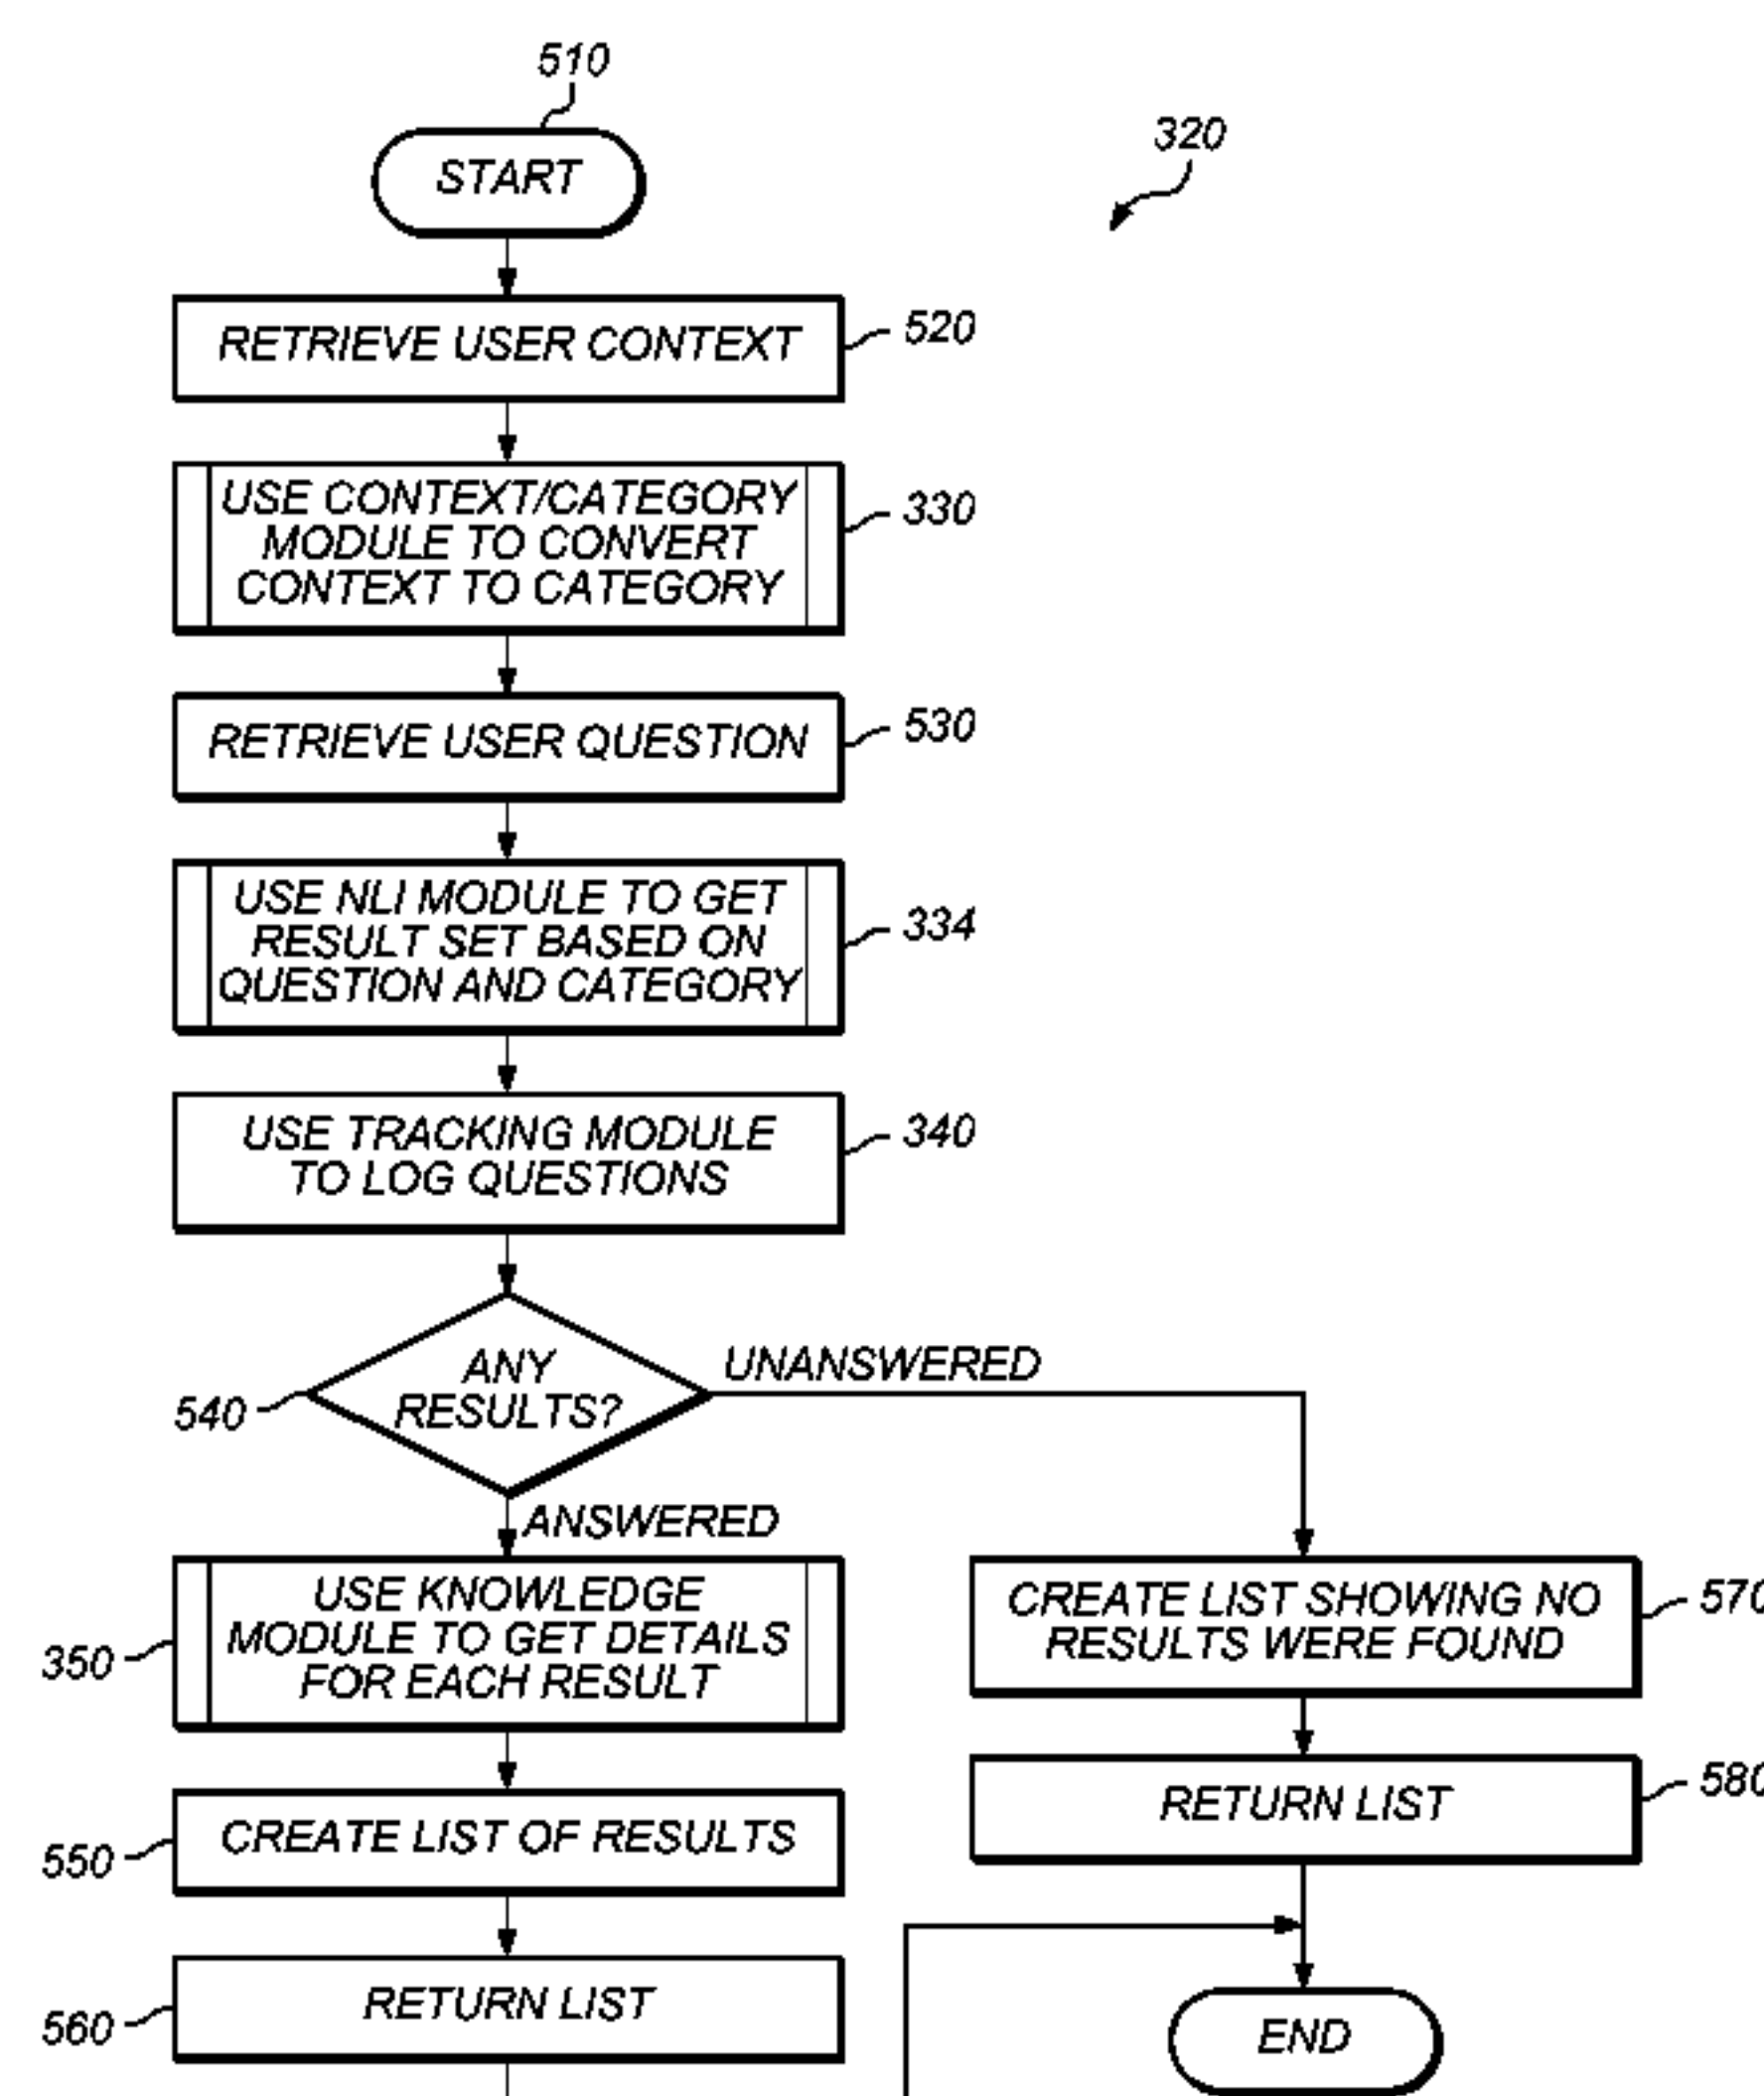 510
START
320
RETRIEVE USER CONTEXT
520
USE CONTEXT/CATEGORY
MODULE TO CONVERT
CONTEXT TO CATEGORY
330
RETRIEVE USER QUESTION
530
USE NLI MODULE TO GET
RESULT SET BASED ON
QUESTION AND CATEGORY
334
USE TRACKING MODULE
TO LOG QUESTIONS
340
ANY
RESULTS?
540
UNANSWERED
ANSWERED
USE KNOWLEDGE
MODULE TO GET DETAILS
FOR EACH RESULT
350
CREATE LIST SHOWING NO
RESULTS WERE FOUND
570
RETURN LIST
580
CREATE LIST OF RESULTS
550
RETURN LIST
560
END